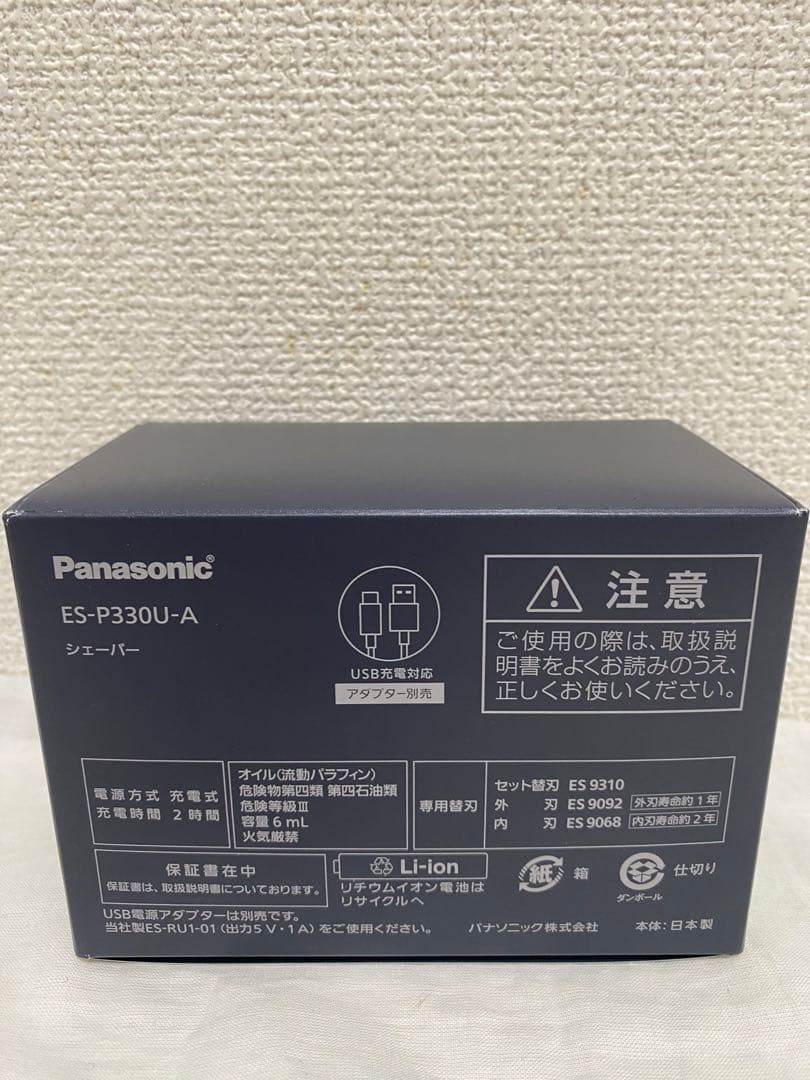 Panasonic®
ES-P330U-A
シェーバー
USB充電対応
アダプター別売
注意
ご使用の際は、取扱説
明書をよくお読みのうえ、
正しくお使いください。
電源方式 充電式
充電時間 2時間
オイル(流動パラフィン)
危険物第四類 第四石油類
危険等級Ⅲ
容量6mL
火気厳禁
専用替刃
セット替刃 ES9310
外 刃 ES9092 外刃寿命約1年
内 刃 ES9068 内刃寿命約2年
保証書在中
保証書は、取扱説明書についております。
Li-ion
リチウムイオン電池は
リサイクルへ
紙 箱
ダンボール
仕切り
USB電源アダプターは別売です。
当社製ES-RU1-01(出力5V・1A)をご使用ください。
パナソニック株式会社
本体:日本製